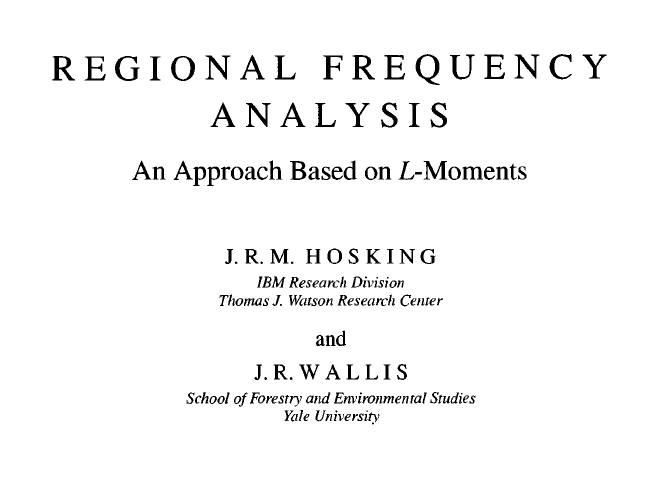 REGIONAL FREQUENCY
ANALYSIS
An Approach Based on L-Moments
J. R. M. HOSKING
IBM Research Division
Thomas J. Watson Research Center
and
J. R. WALLIS
School of Forestry and Environmental Studies
Yale University